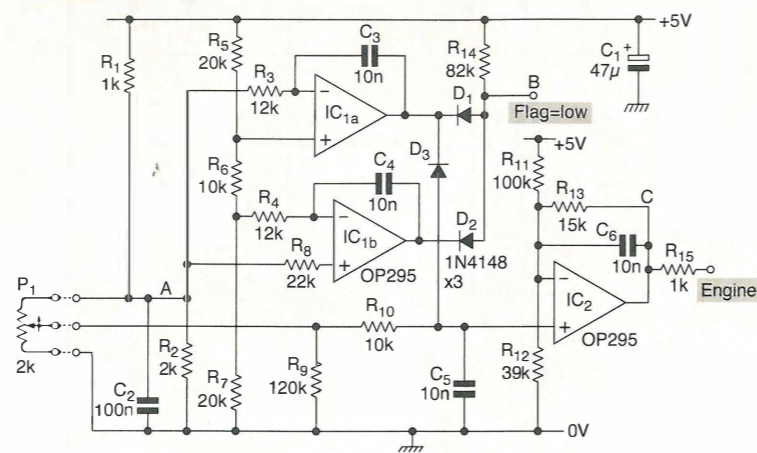 +5V
R1
1k
R5
20k
R3
12k
C3
10n
IC1a
−
+
R14
82k
B
D1
Flag=low
C1 +
47µ
R6
10k
D3
C4
10n
R4
12k
IC1b
−
+
OP295
R8
22k
D2
1N4148
x3
+5V
R11
100k
R13
15k
C
C6
10n
R15
1k
Engine
P1
2k
A
R10
10k
IC2
−
+
OP295
R2
2k
C2
100n
R7
20k
R9
120k
C5
10n
R12
39k
0V